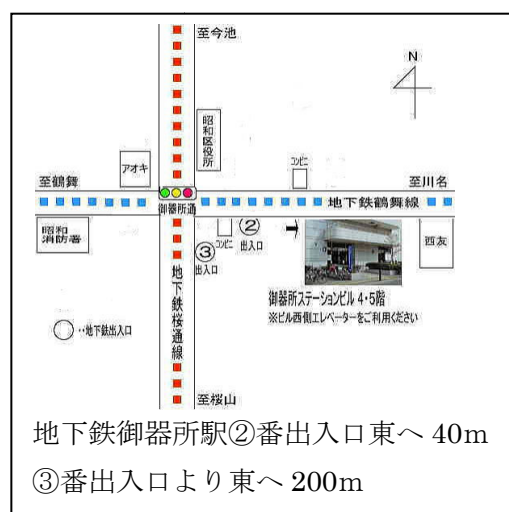 至今池
N
昭和区役所
アオキ
コンビニ
至鶴舞
至川名
地下鉄鶴舞線
御器所通
昭和
消防署
コンビニ
②
出入口
③
出入口
西友
地下鉄桜通線
御器所ステーションビル 4・5階
※ビル西側エレベーターをご利用ください
○・・地下鉄出入口
至桜山
地下鉄御器所駅②番出入口東へ 40m
③番出入口より東へ 200m